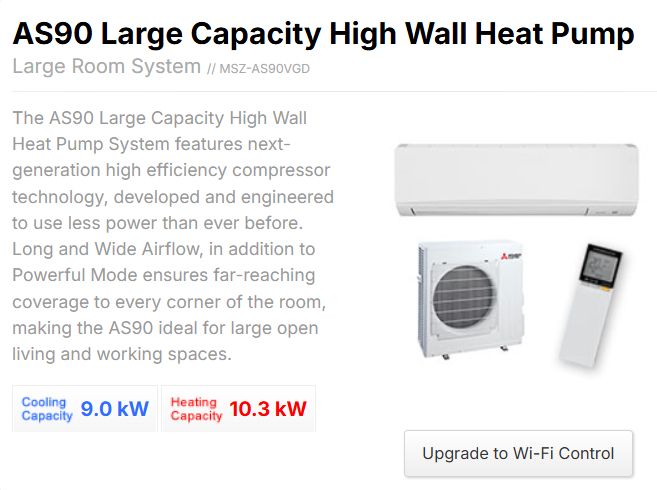 AS90 Large Capacity High Wall Heat Pump
Large Room System // MSZ-AS90VGD
The AS90 Large Capacity High Wall
Heat Pump System features next-
generation high efficiency compressor
technology, developed and engineered
to use less power than ever before.
Long and Wide Airflow, in addition to
Powerful Mode ensures far-reaching
coverage to every corner of the room,
making the AS90 ideal for large open
living and working spaces.
Cooling
Capacity 9.0 kW
Heating
Capacity 10.3 kW
Upgrade to Wi-Fi Control